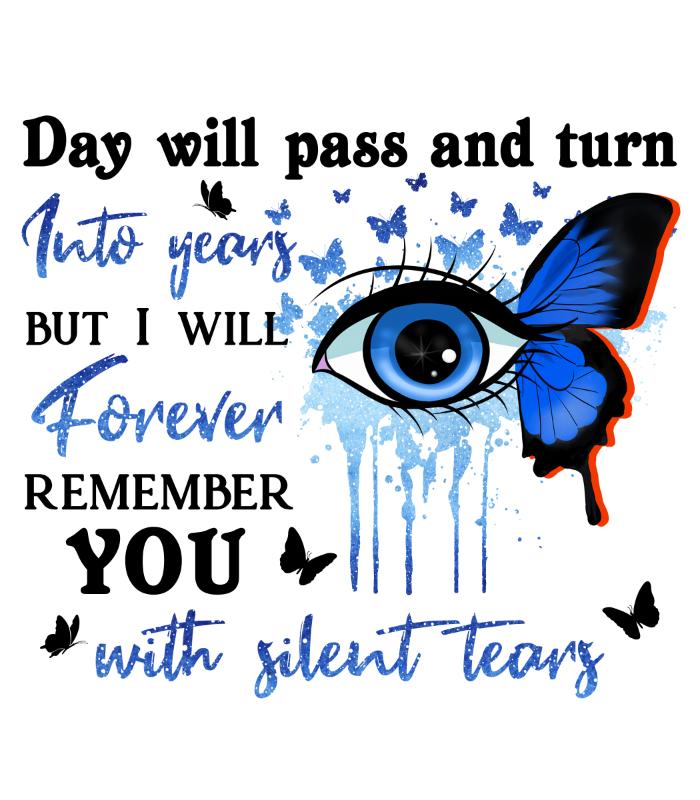 Day will pass and turn
Into years
BUT I WILL
Forever
REMEMBER
YOU
with silent tears